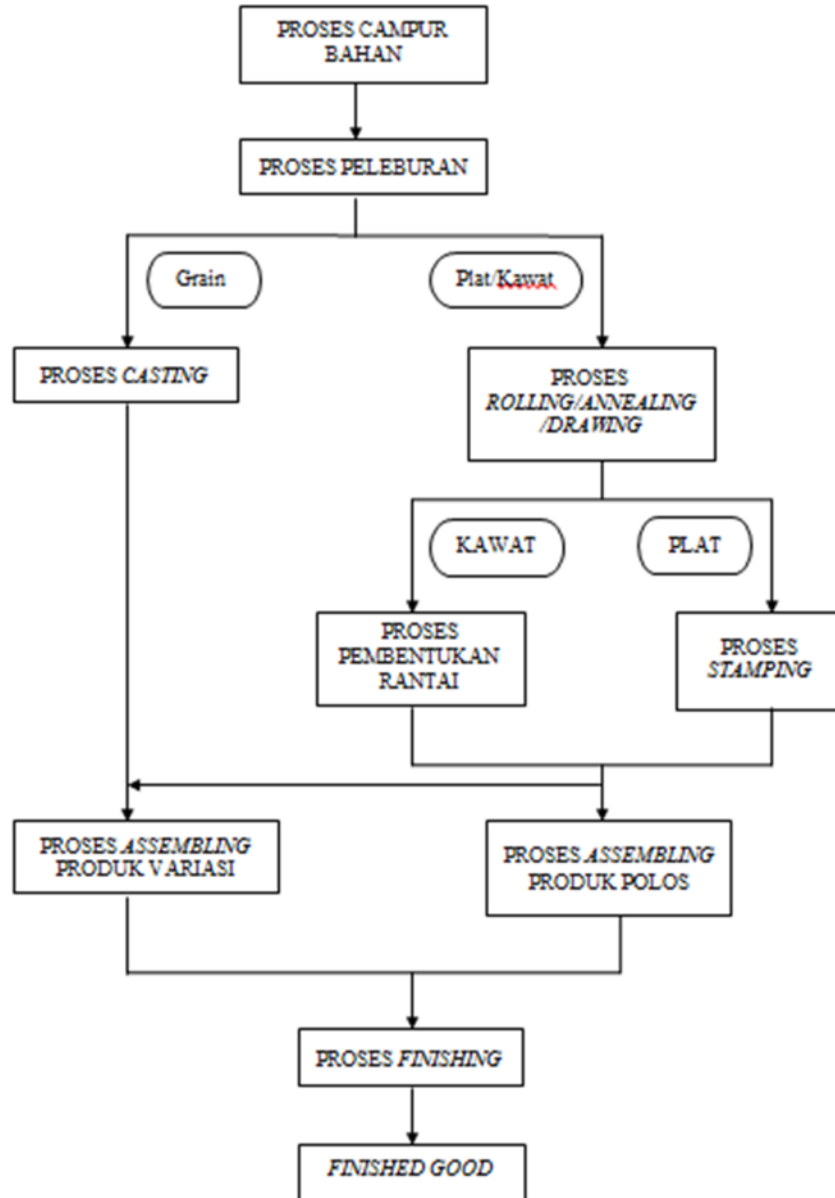 PROSES CAMPUR
BAHAN
PROSES PELEBURAN
Grain
Plat/Kawat
PROSES CASTING
PROSES
ROLLING/ANNEALING
/DRAWING
KAWAT
PLAT
PROSES
PEMBENTUKAN
RANTAI
PROSES
STAMPING
PROSES ASSEMBLING
PRODUK VARIASI
PROSES ASSEMBLING
PRODUK POLOS
PROSES FINISHING
FINISHED GOOD